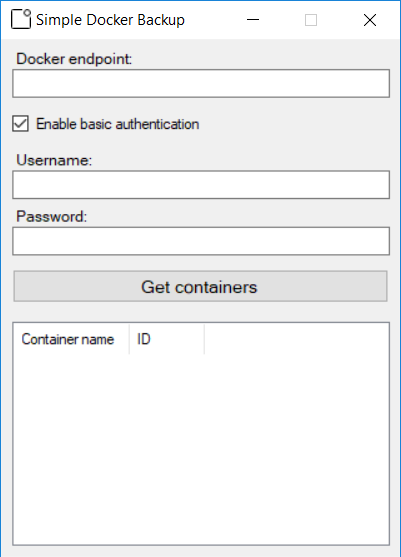 Simple Docker Backup
Docker endpoint:
Enable basic authentication
Username:
Password:
Get containers
Container name ID